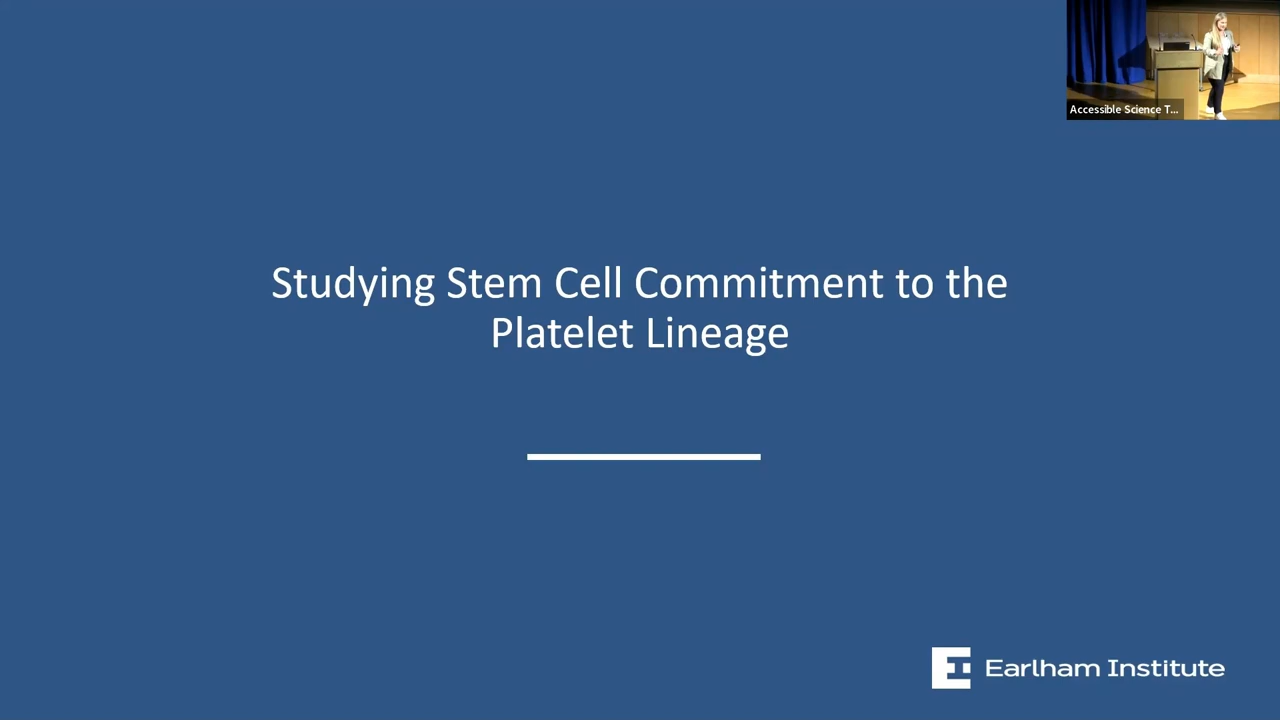 Accessible Science T...
Studying Stem Cell Commitment to the
Platelet Lineage
Earlham Institute